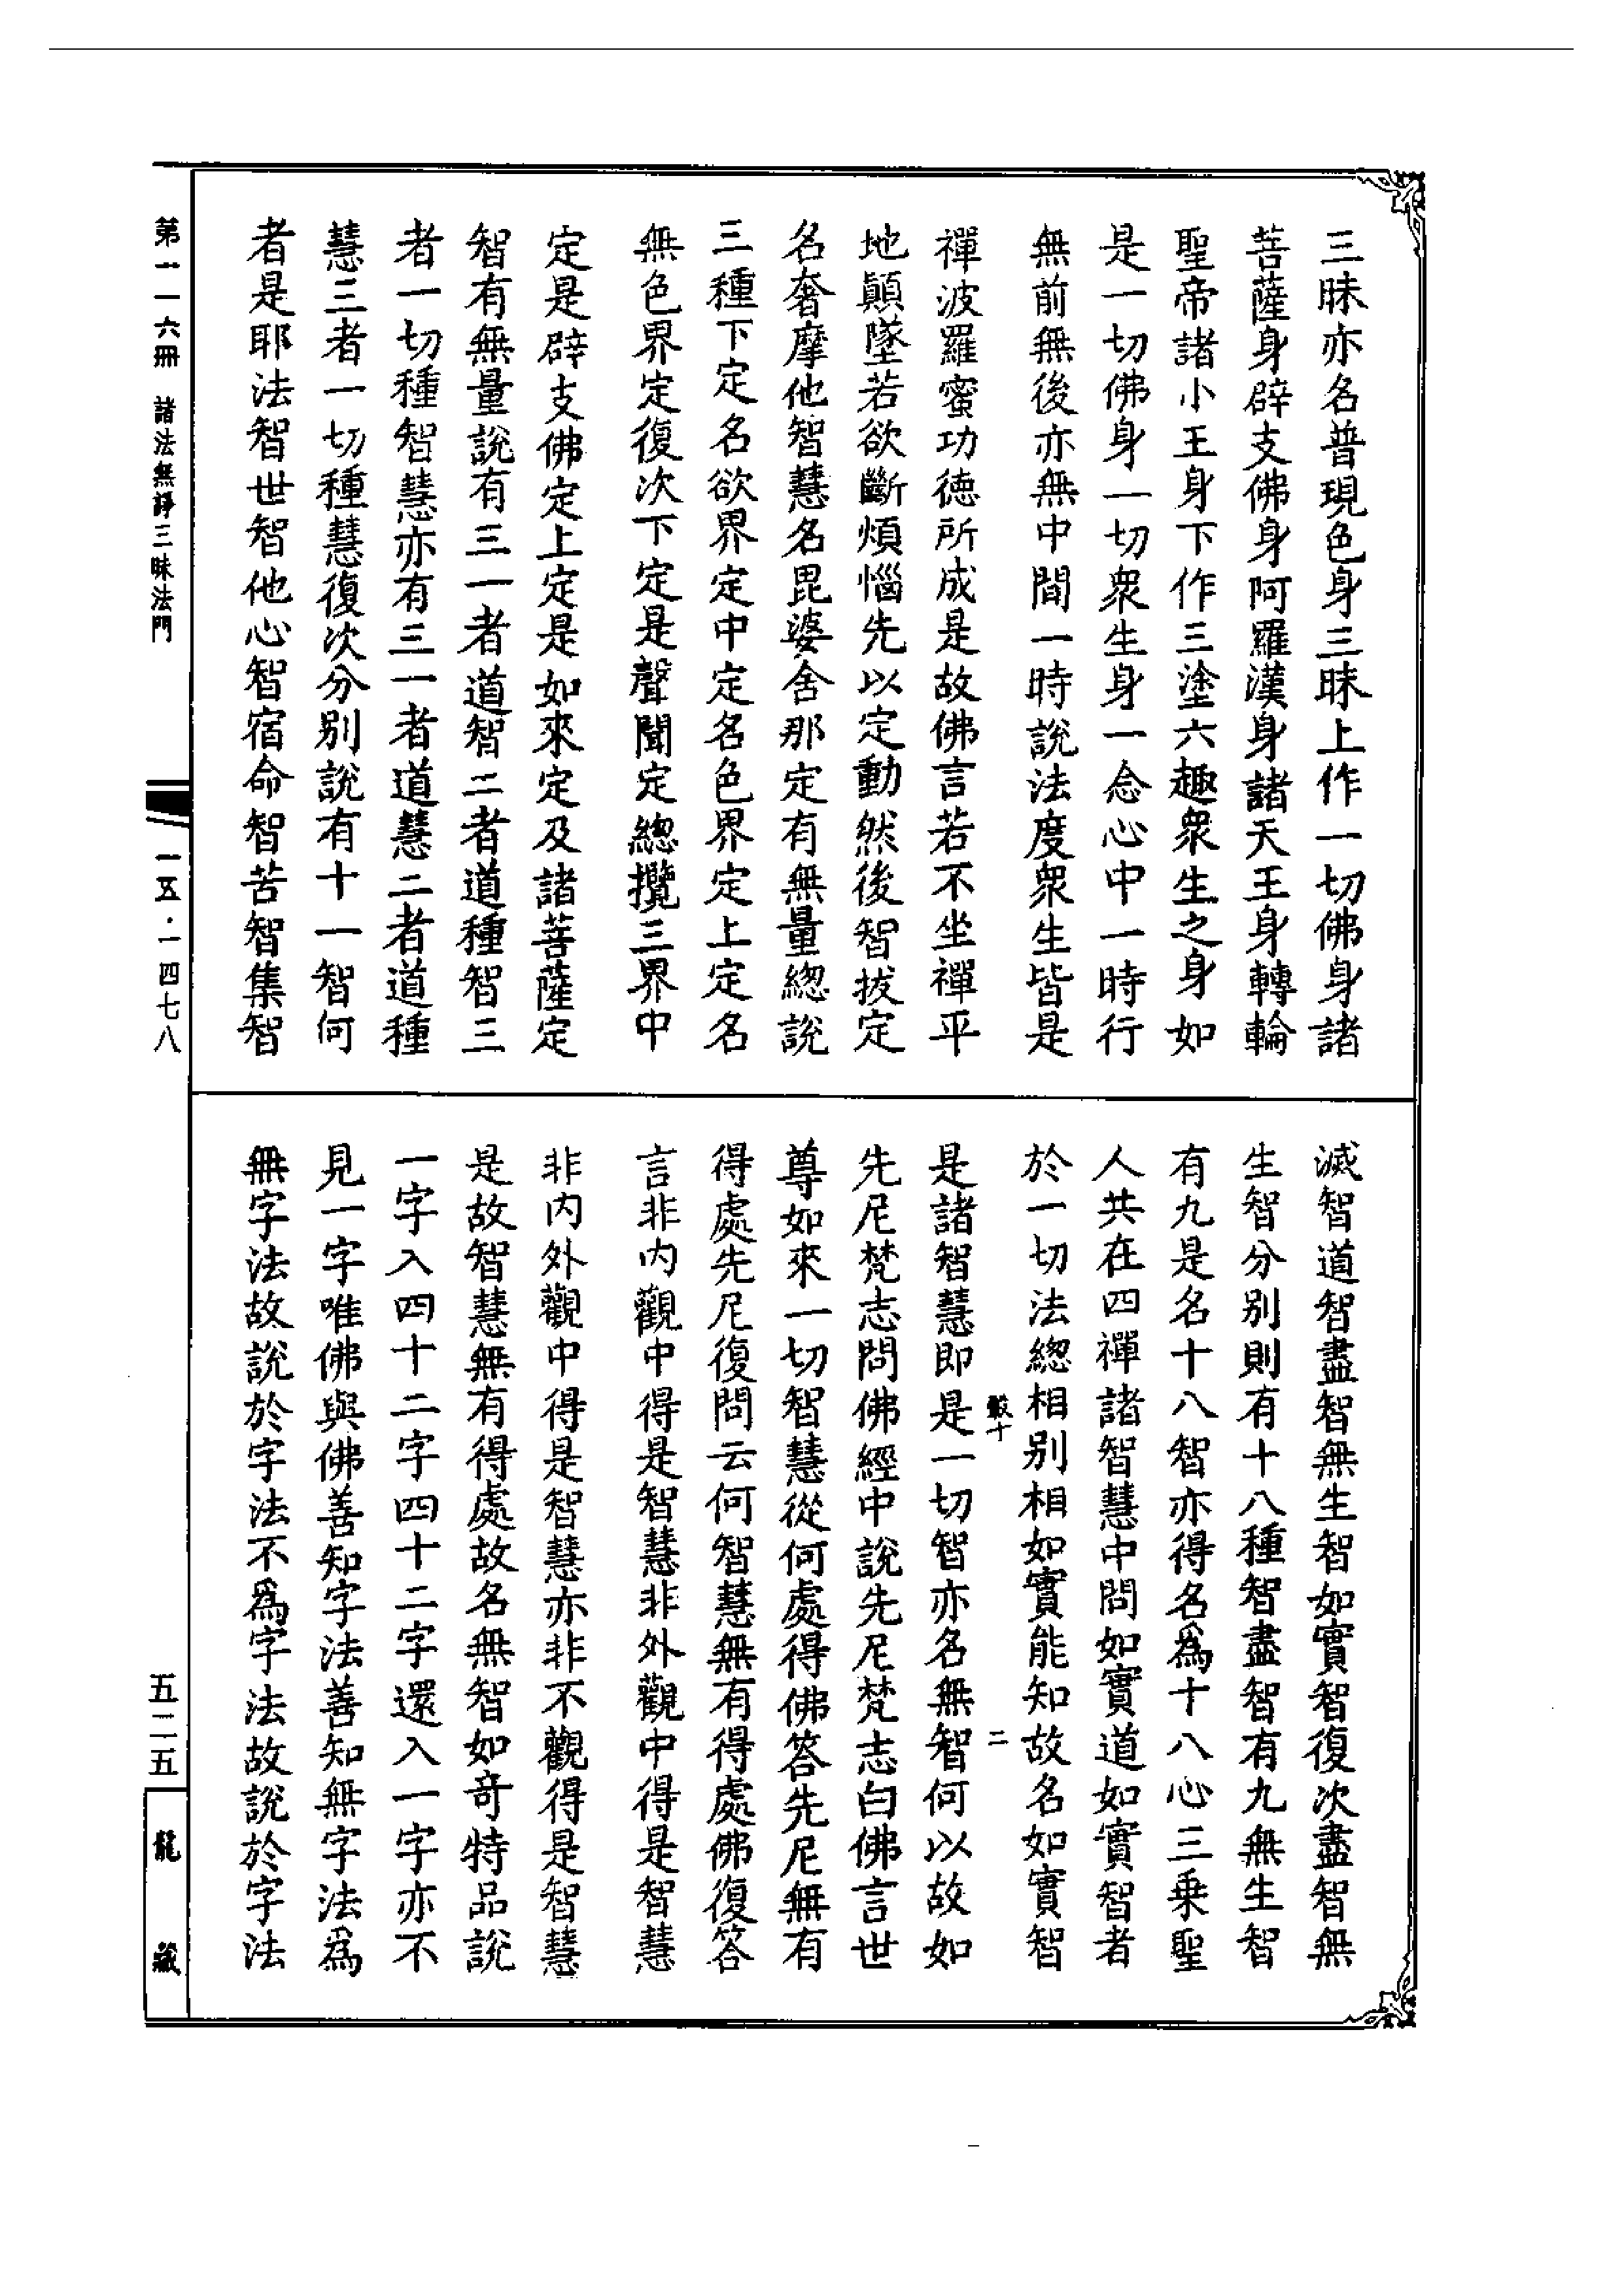 三昧亦名普現色身三昧上作一切佛身諸
菩薩身辟支佛身阿羅漢身諸天王身轉輪
聖帝諸小王身下作三塗六趣衆生之身如
是一切佛身一切衆生身一念心中一時行
無前無後亦無中間一時說法度衆生皆是
禪波羅蜜功德所成是故佛言若不坐禪平
地顛墜若欲斷煩惱先以定動然後智拔定
名奢摩他智慧名毘婆舍那定有無量總說
三種下定名欲界定中定名色界定上定名
無色界定復次下定是聲聞定總攬三界中
定是辟支佛定上定是如來定及諸菩薩定
智有無量說有三一者道智二者道種智三
者一切種智慧亦有三一者道慧二者道種
慧三者一切種慧復次分別說有十一智何
者是耶法智世智他心智宿命智苦智集智
滅智道智盡智無生智如實智復次盡智無
生智分別則有十八種智盡智有九無生智
有九是名十八智亦得名爲十八心三乘聖
人共在四禪諸智慧中問如實道如實智者
於一切法總相別相如實能知故名如實智
是諸智慧即是一切智亦名無智何以故如
先尼梵志問佛經中說先尼梵志白佛言世
尊如來一切智慧從何處得佛答先尼無有
得處先尼復問云何智慧無有得處佛復答
言非內觀中得是智慧非外觀中得是智慧
非內外觀中得是智慧亦非不觀得是智慧
是故智慧無有得處故名無智如奇特品說
一字入四十二字四十二字還入一字亦不
見一字唯佛與佛善知字法善知無字法爲
無字法故說於字法不爲字法故說於字法
縠十
二
第一一六冊 諸法無諍三昧法門
一五·一四七八
五二五
龍藏